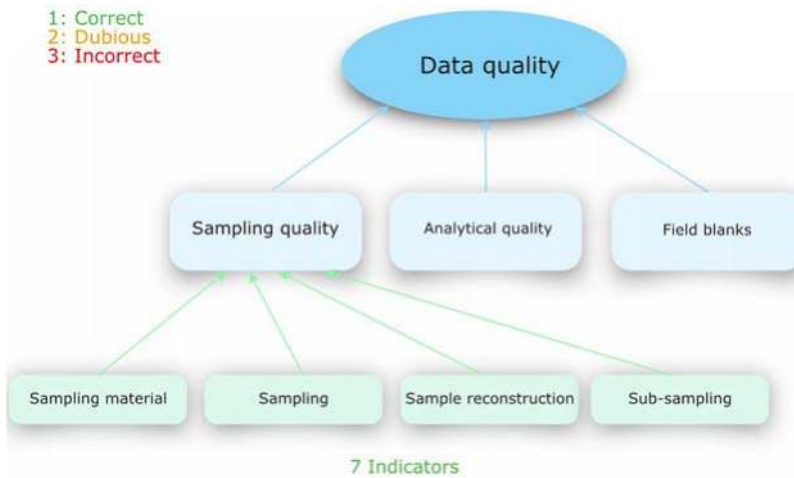 1: Correct
2: Dubious
3: Incorrect
Data quality
Sampling quality
Analytical quality
Field blanks
Sampling material
Sampling
Sample reconstruction
Sub-sampling
7 Indicators